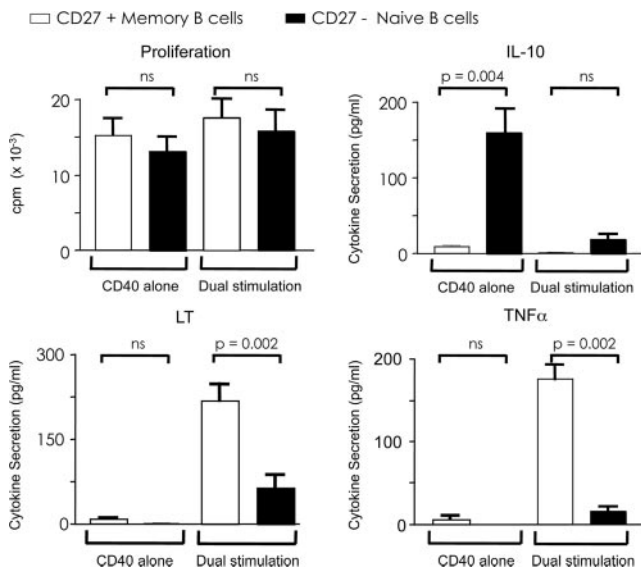 CD27 + Memory B cells
CD27 - Naive B cells
Proliferation
ns
ns
cpm (x 10⁻³)
20
15
10
0
CD40 alone
Dual stimulation
IL-10
p = 0.004
ns
Cytokine Secretion (pg/ml)
200
100
0
CD40 alone
Dual stimulation
LT
ns
p = 0.002
Cytokine Secretion (pg/ml)
300
150
0
CD40 alone
Dual stimulation
TNFα
ns
p = 0.002
Cytokine Secretion (pg/ml)
200
100
0
CD40 alone
Dual stimulation